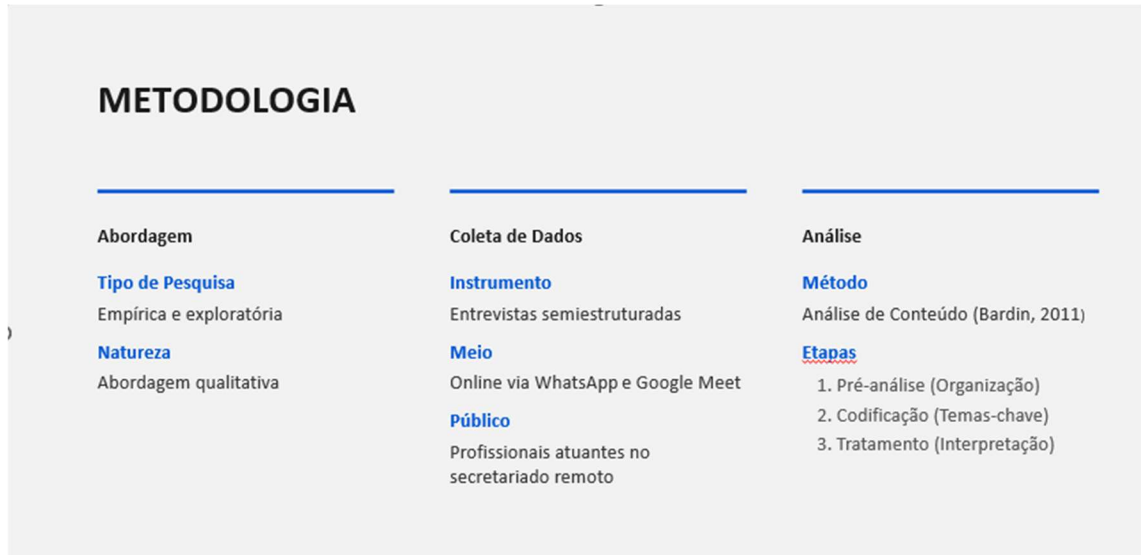 METODOLOGIA
Abordagem
Tipo de Pesquisa
Empírica e exploratória
Natureza
Abordagem qualitativa
Coleta de Dados
Instrumento
Entrevistas semiestruturadas
Meio
Online via WhatsApp e Google Meet
Público
Profissionais atuantes no
secretariado remoto
Análise
Método
Análise de Conteúdo (Bardin, 2011)
Etapas
1. Pré-análise (Organização)
2. Codificação (Temas-chave)
3. Tratamento (Interpretação)